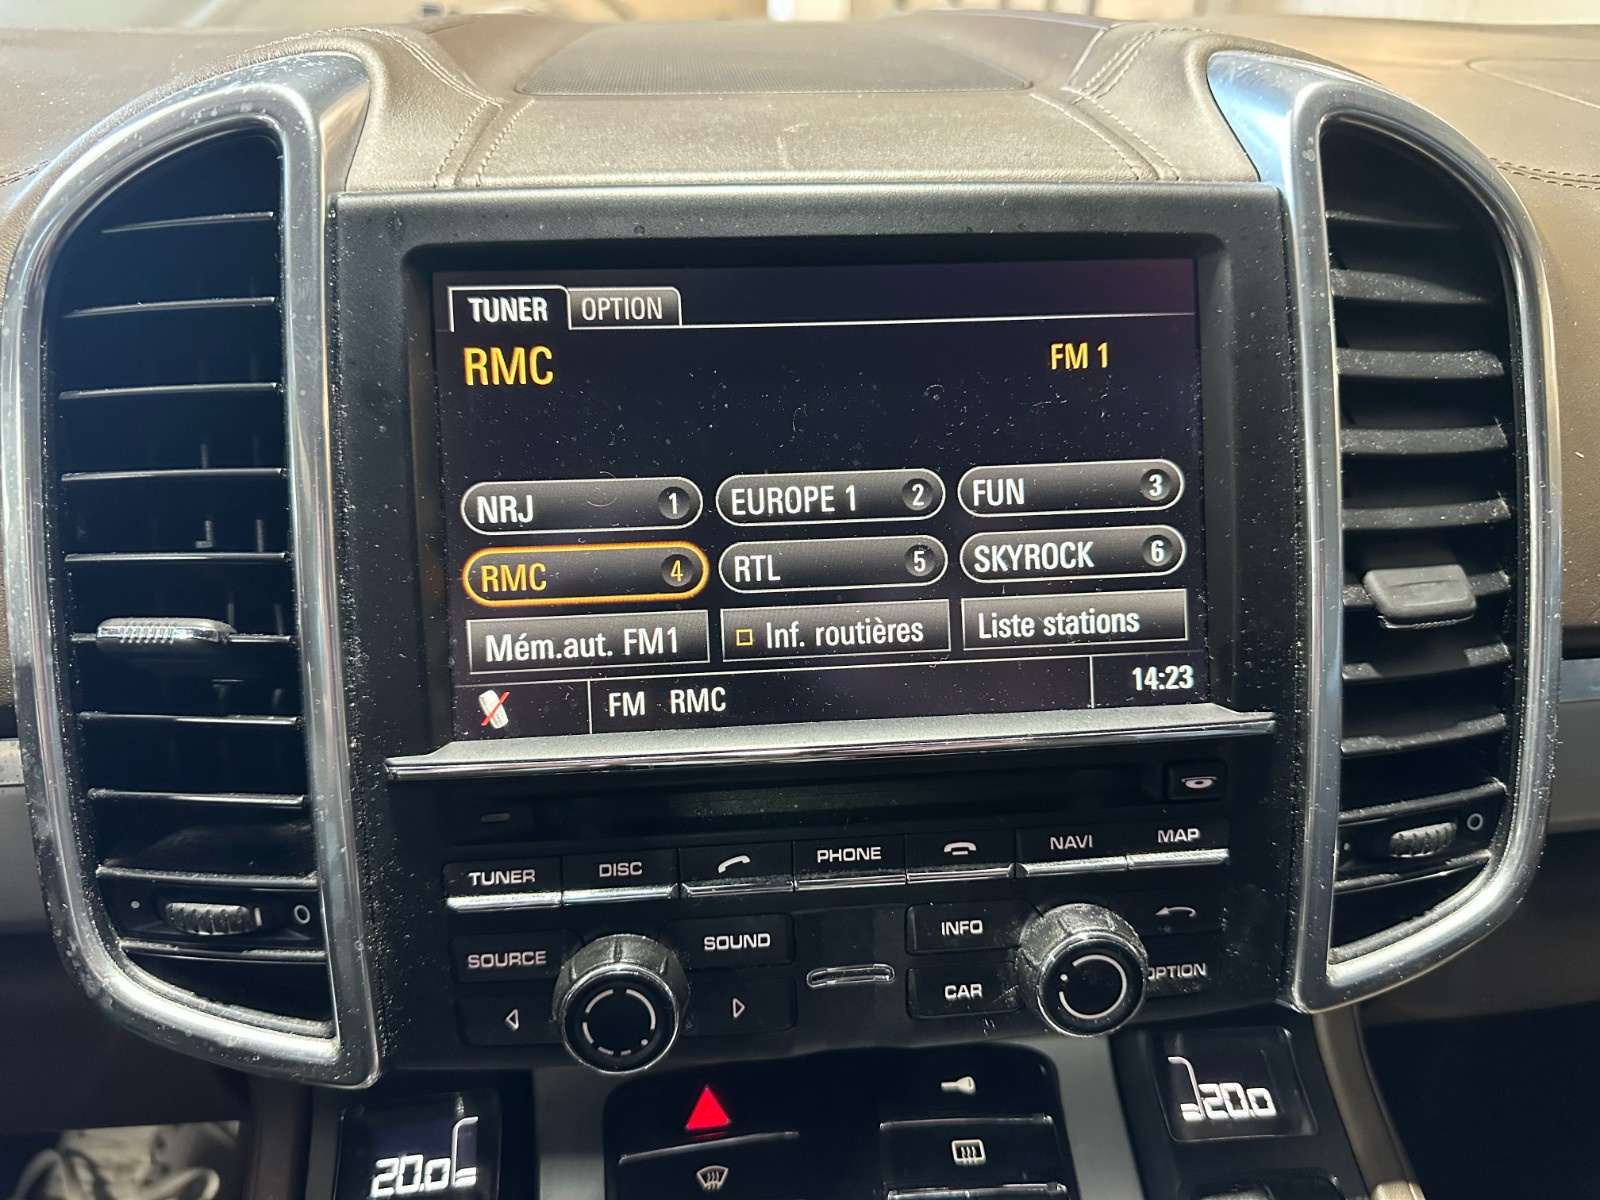 TUNER OPTION
RMC FM 1
NRJ 1 EUROPE 1 2 FUN 3
RMC 4 RTL 5 SKYROCK 6
Mém.aut. FM1 Inf. routières Liste stations
FM RMC 14:23
TUNER DISC PHONE NAVI MAP
SOURCE SOUND INFO
CAR OPTION
20.0 20.0